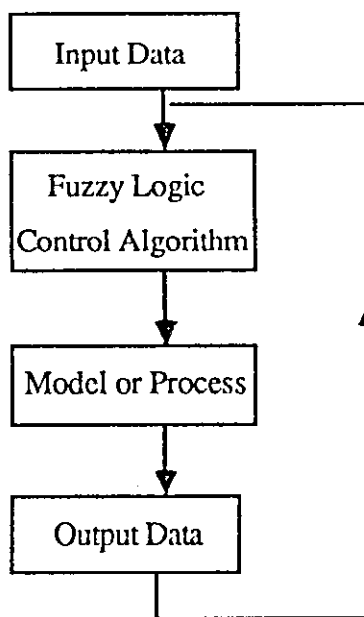 Input Data
Fuzzy Logic
Control Algorithm
Model or Process
Output Data